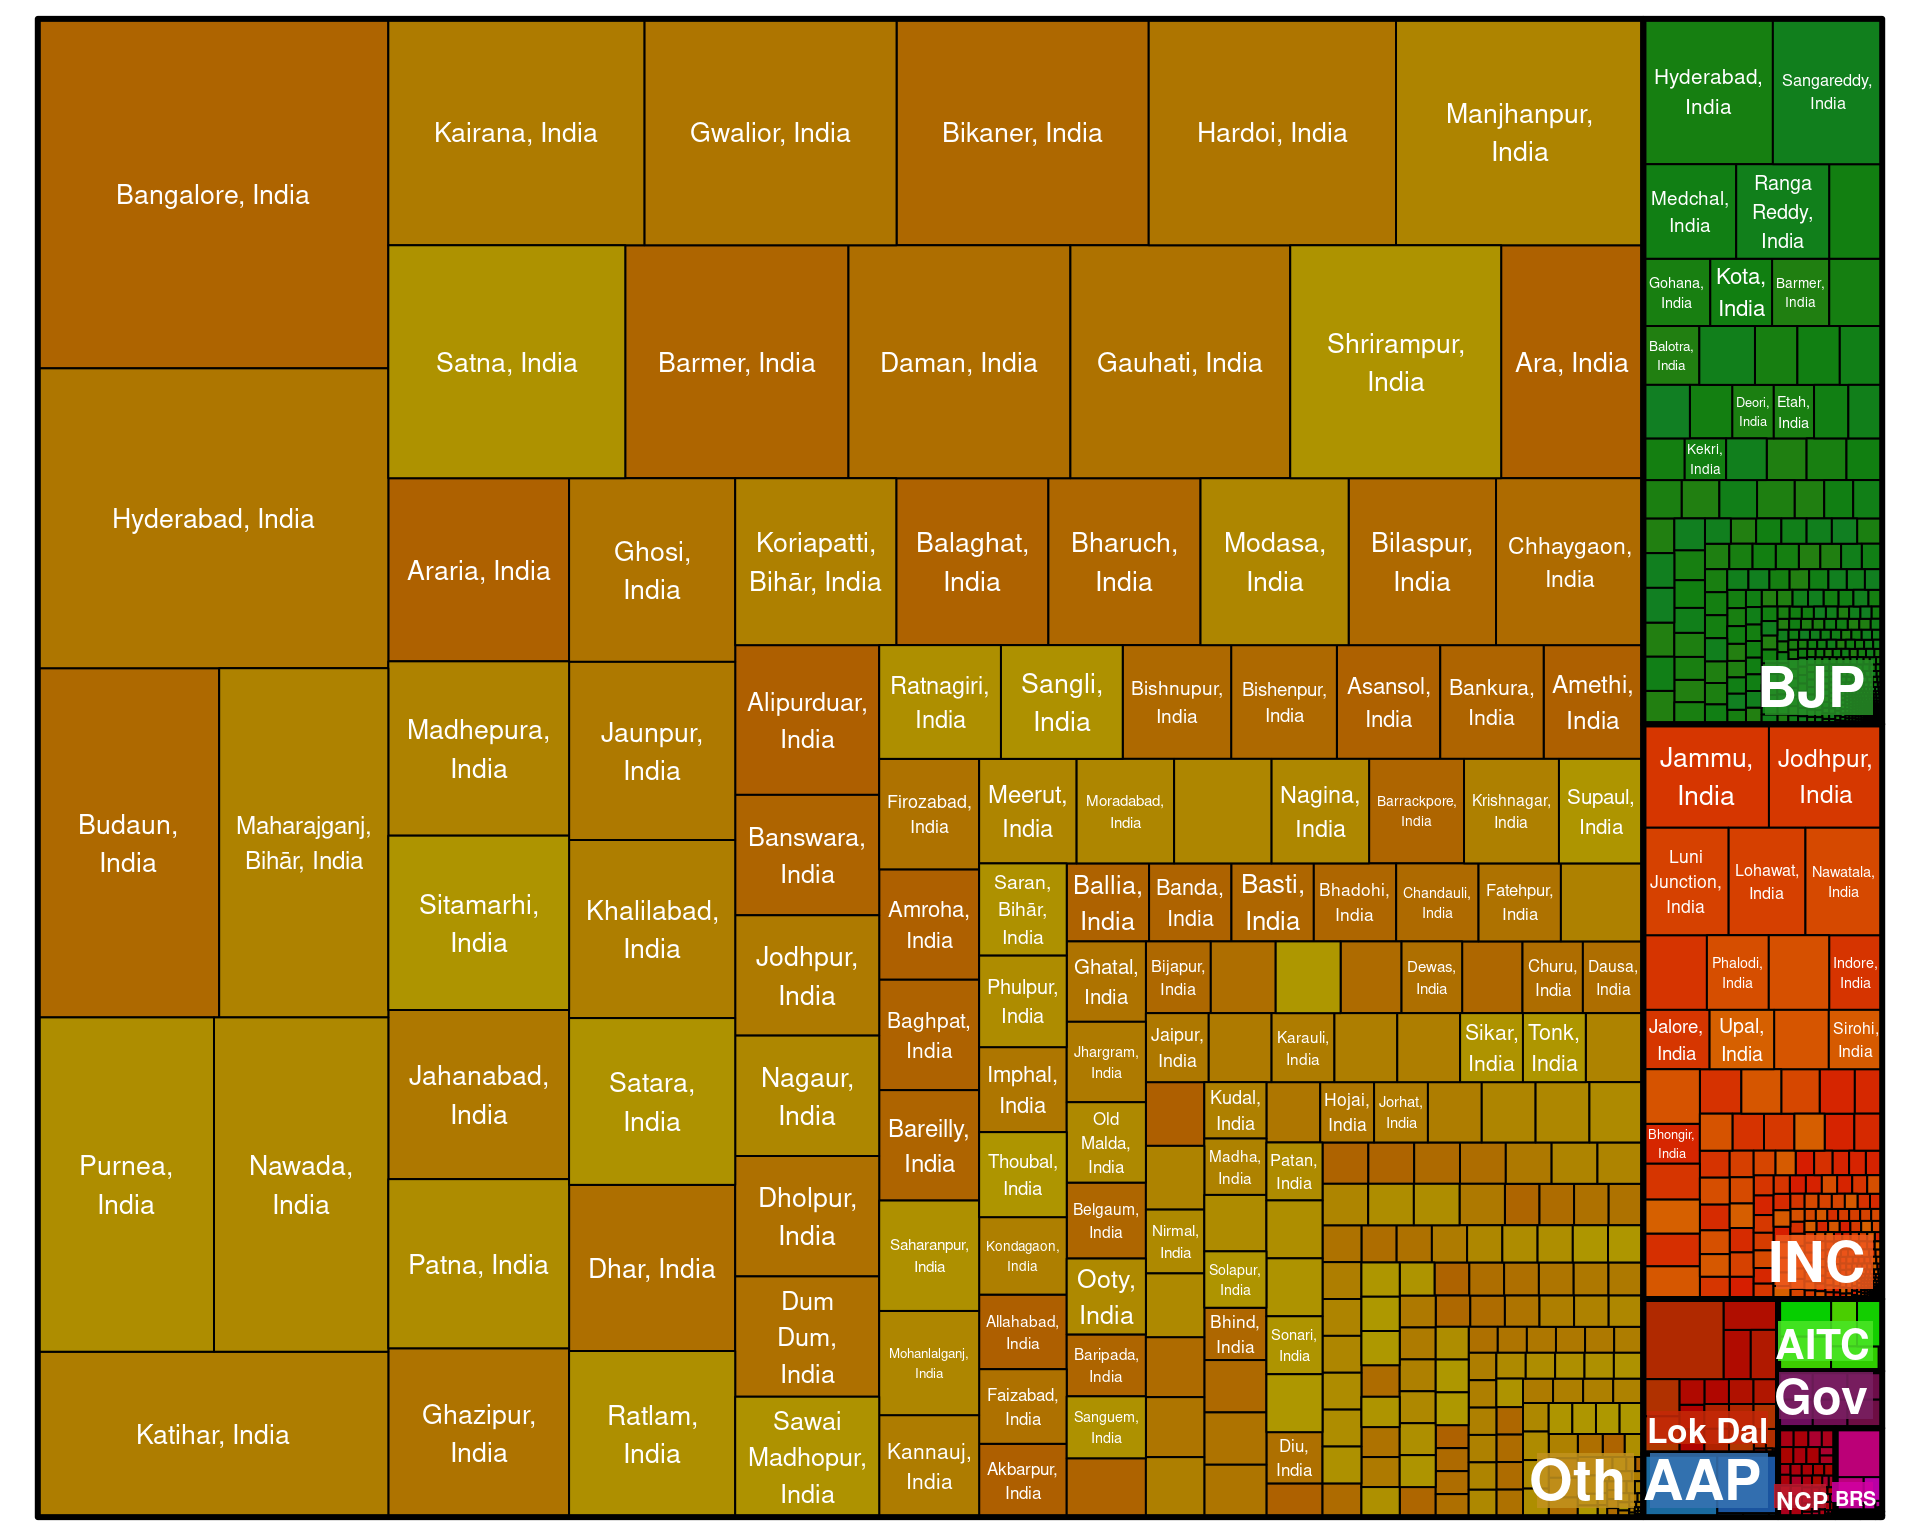 Bangalore, India
Hyderabad, India
Budaun,
India
Maharajganj,
Bihār, India
Purnea,
India
Nawada,
India
Katihar, India
Kairana, India
Gwalior, India
Bikaner, India
Hardoi, India
Manjhanpur,
India
Satna, India
Barmer, India
Daman, India
Gauhati, India
Shrirampur,
India
Ara, India
Araria, India
Madhepura,
India
Sitamarhi,
India
Jahanabad,
India
Patna, India
Ghazipur,
India
Ghosi,
India
Jaunpur,
India
Khalilabad,
India
Satara,
India
Dhar, India
Ratlam,
India
Koriapatti,
Bihār, India
Balaghat,
India
Bharuch,
India
Modasa,
India
Bilaspur,
India
Chhaygaon,
India
Alipurduar,
India
Banswara,
India
Jodhpur,
India
Nagaur,
India
Dholpur,
India
Dum
Dum,
India
Sawai
Madhopur,
India
Ratnagiri,
India
Sangli,
India
Bishnupur,
India
Bishenpur,
India
Asansol,
India
Bankura,
India
Amethi,
India
Firozabad,
India
Amroha,
India
Baghpat,
India
Bareilly,
India
Saharanpur,
India
Mohanlalganj,
India
Kannauj,
India
Meerut,
India
Moradabad,
India
Nagina,
India
Barrackpore,
India
Krishnagar,
India
Supaul,
India
Saran,
Bihār,
India
Phulpur,
India
Imphal,
India
Thoubal,
India
Kondagaon,
India
Allahabad,
India
Faizabad,
India
Akbarpur,
India
Ballia,
India
Banda,
India
Basti,
India
Bhadohi,
India
Chandauli,
India
Fatehpur,
India
Ghatal,
India
Jhargram,
India
Old
Malda,
India
Belgaum,
India
Ooty,
India
Baripada,
India
Sanguem,
India
Bijapur,
India
Dewas,
India
Churu,
India
Dausa,
India
Jaipur,
India
Karauli,
India
Sikar,
India
Tonk,
India
Nirmal,
India
Kudal,
India
Madha,
India
Solapur,
India
Bhind,
India
Hojai,
India
Jorhat,
India
Patan,
India
Sonari,
India
Diu,
India
Oth
Hyderabad,
India
Sangareddy,
India
Medchal,
India
Ranga
Reddy,
India
Gohana,
India
Kota,
India
Barmer,
India
Balotra,
India
Deori,
India
Etah,
India
Kekri,
India
BJP
Jammu,
India
Jodhpur,
India
Luni
Junction,
India
Lohawat,
India
Nawatala,
India
Phalodi,
India
Indore,
India
Jalore,
India
Upal,
India
Sirohi,
India
Bhongir,
India
INC
Lok Dal
AAP
AITC
Gov
NCP
BRS